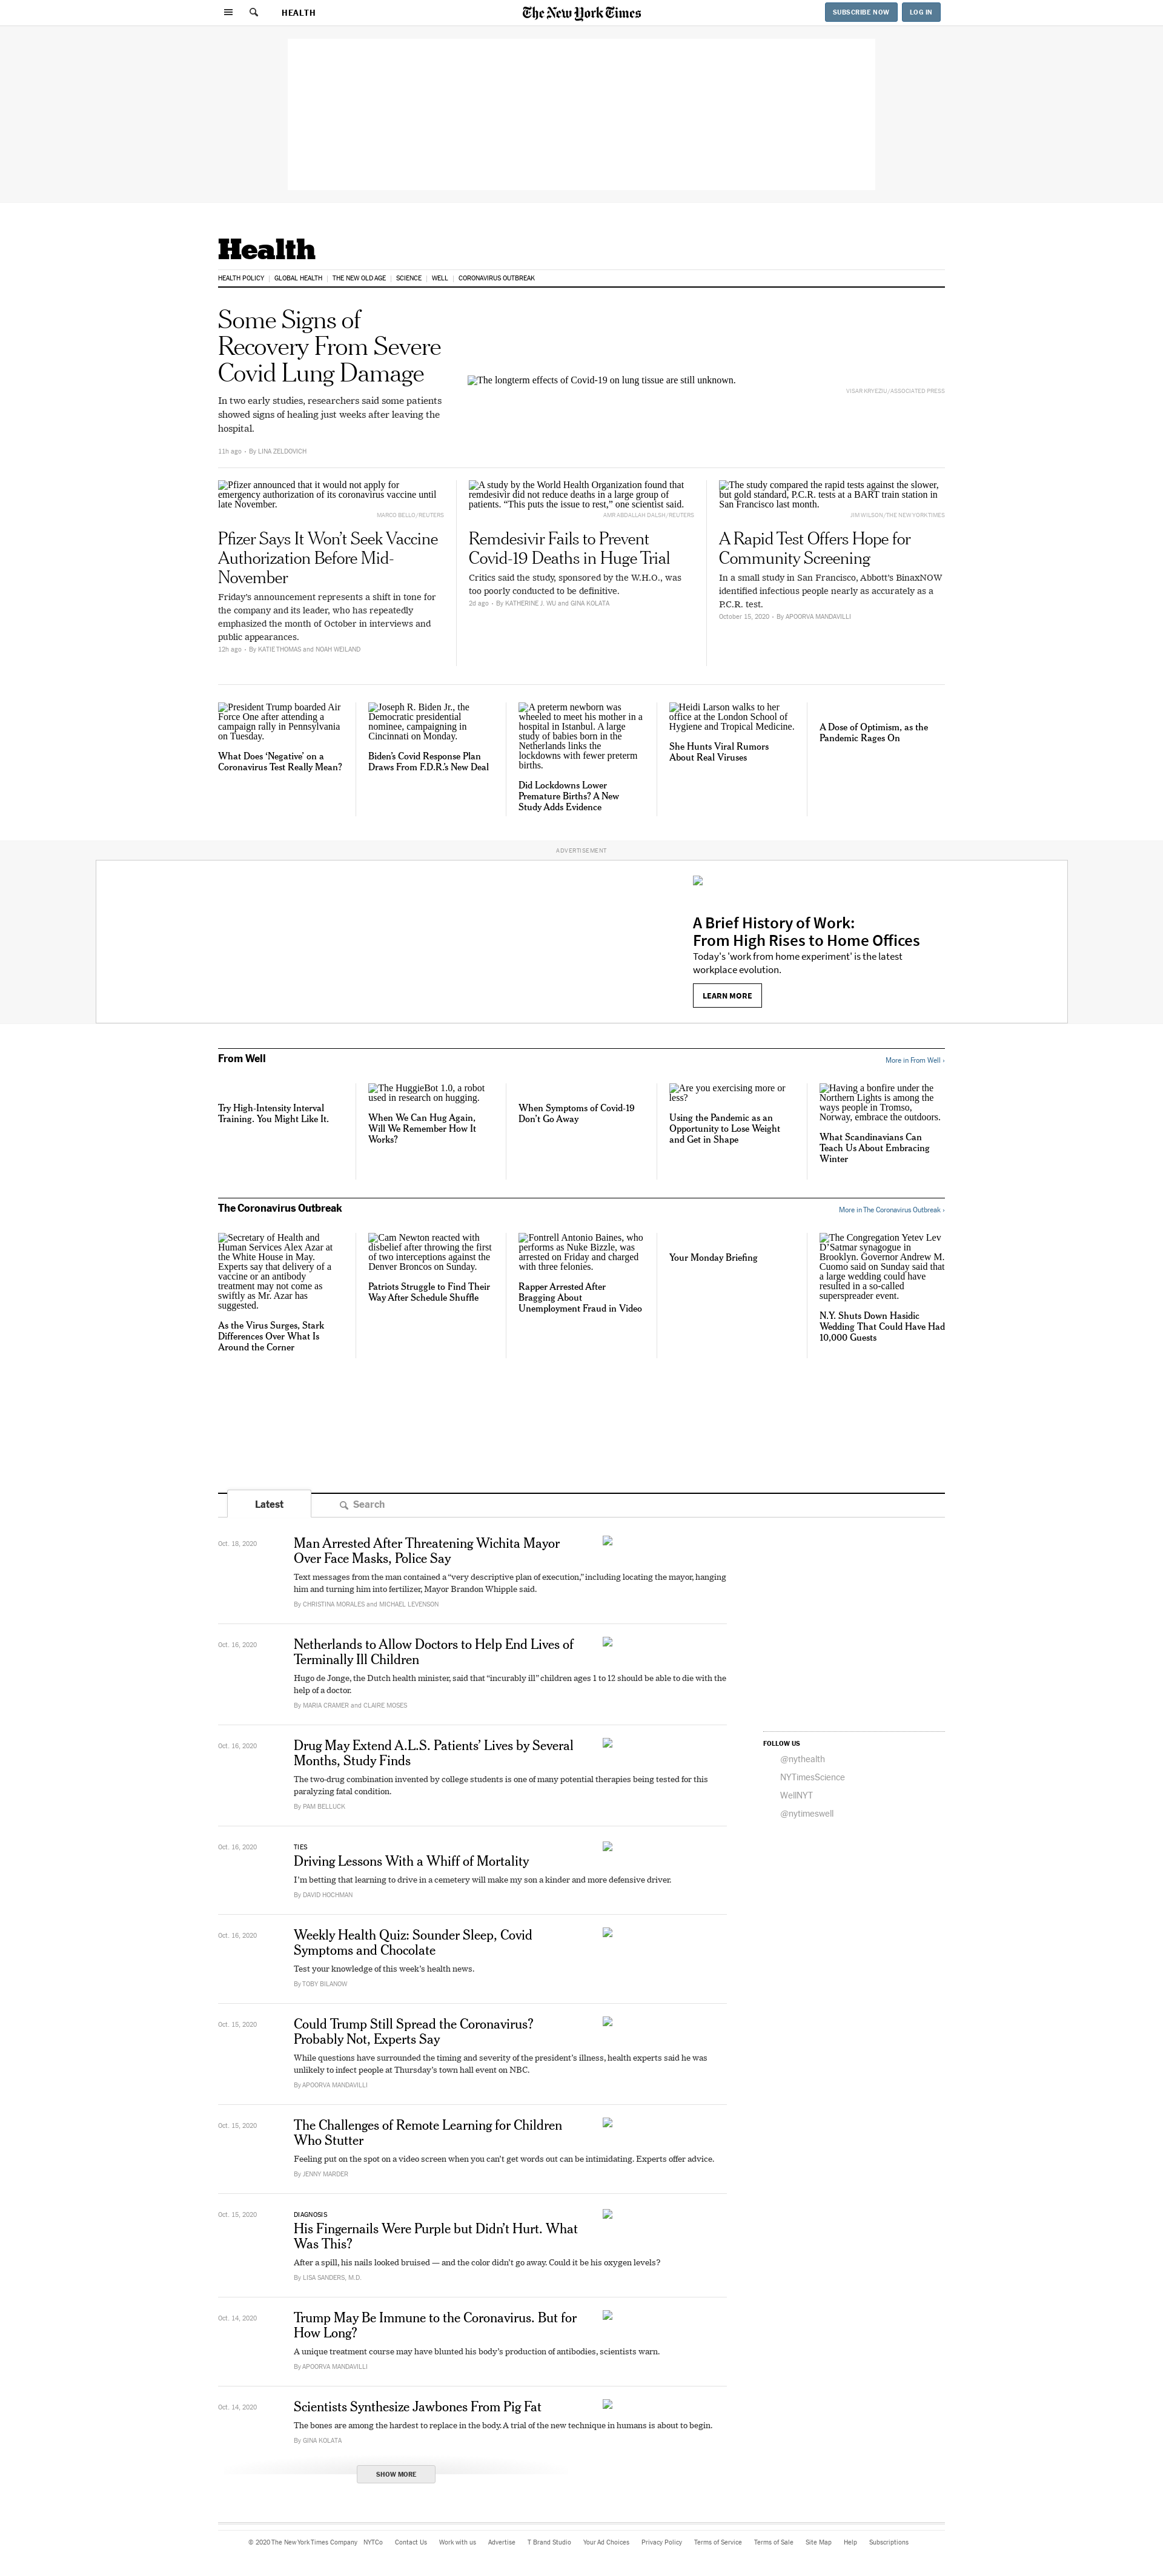 HEALTH
The New York Times
SUBSCRIBE NOW
LOG IN
Health
HEALTH POLICY
GLOBAL HEALTH
THE NEW OLD AGE
SCIENCE
WELL
CORONAVIRUS OUTBREAK
Some Signs of
Recovery From Severe
Covid Lung Damage
In two early studies, researchers said some patients
showed signs of healing just weeks after leaving the
hospital.
11h ago • By LINA ZELDOVICH
The longterm effects of Covid-19 on lung tissue are still unknown.
VISAR KRYEZIU/ASSOCIATED PRESS
Pfizer announced that it would not apply for
emergency authorization of its coronavirus vaccine until
late November.
MARCO BELLO/REUTERS
Pfizer Says It Won’t Seek Vaccine
Authorization Before Mid-
November
Friday’s announcement represents a shift in tone for
the company and its leader, who has repeatedly
emphasized the month of October in interviews and
public appearances.
12h ago • By KATIE THOMAS and NOAH WEILAND
A study by the World Health Organization found that
remdesivir did not reduce deaths in a large group of
patients. “This puts the issue to rest,” one scientist said.
AMR ABDALLAH DALSH/REUTERS
Remdesivir Fails to Prevent
Covid-19 Deaths in Huge Trial
Critics said the study, sponsored by the W.H.O., was
too poorly conducted to be definitive.
2d ago • By KATHERINE J. WU and GINA KOLATA
The study compared the rapid tests against the slower,
but gold standard, P.C.R. tests at a BART train station in
San Francisco last month.
JIM WILSON/THE NEW YORK TIMES
A Rapid Test Offers Hope for
Community Screening
In a small study in San Francisco, Abbott’s BinaxNOW
identified infectious people nearly as accurately as a
P.C.R. test.
October 15, 2020 • By APOORVA MANDAVILLI
President Trump boarded Air
Force One after attending a
campaign rally in Pennsylvania
on Tuesday.
What Does ‘Negative’ on a
Coronavirus Test Really Mean?
Joseph R. Biden Jr., the
Democratic presidential
nominee, campaigning in
Cincinnati on Monday.
Biden’s Covid Response Plan
Draws From F.D.R.’s New Deal
A preterm newborn was
wheeled to meet his mother in a
hospital in Istanbul. A large
study of babies born in the
Netherlands links the
lockdowns with fewer preterm
births.
Did Lockdowns Lower
Premature Births? A New
Study Adds Evidence
Heidi Larson walks to her
office at the London School of
Hygiene and Tropical Medicine.
She Hunts Viral Rumors
About Real Viruses
A Dose of Optimism, as the
Pandemic Rages On
ADVERTISEMENT
A Brief History of Work:
From High Rises to Home Offices
Today's 'work from home experiment' is the latest
workplace evolution.
LEARN MORE
From Well
More in From Well ›
Try High-Intensity Interval
Training. You Might Like It.
The HuggieBot 1.0, a robot
used in research on hugging.
When We Can Hug Again,
Will We Remember How It
Works?
When Symptoms of Covid-19
Don’t Go Away
Are you exercising more or
less?
Using the Pandemic as an
Opportunity to Lose Weight
and Get in Shape
Having a bonfire under the
Northern Lights is among the
ways people in Tromso,
Norway, embrace the outdoors.
What Scandinavians Can
Teach Us About Embracing
Winter
The Coronavirus Outbreak
More in The Coronavirus Outbreak ›
Secretary of Health and
Human Services Alex Azar at
the White House in May.
Experts say that delivery of a
vaccine or an antibody
treatment may not come as
swiftly as Mr. Azar has
suggested.
As the Virus Surges, Stark
Differences Over What Is
Around the Corner
Cam Newton reacted with
disbelief after throwing the first
of two interceptions against the
Denver Broncos on Sunday.
Patriots Struggle to Find Their
Way After Schedule Shuffle
Fontrell Antonio Baines, who
performs as Nuke Bizzle, was
arrested on Friday and charged
with three felonies.
Rapper Arrested After
Bragging About
Unemployment Fraud in Video
Your Monday Briefing
The Congregation Yetev Lev
D’Satmar synagogue in
Brooklyn. Governor Andrew M.
Cuomo said on Sunday said that
a large wedding could have
resulted in a so-called
superspreader event.
N.Y. Shuts Down Hasidic
Wedding That Could Have Had
10,000 Guests
Latest
Search
Oct. 18, 2020
Man Arrested After Threatening Wichita Mayor
Over Face Masks, Police Say
Text messages from the man contained a “very descriptive plan of execution,” including locating the mayor, hanging
him and turning him into fertilizer, Mayor Brandon Whipple said.
By CHRISTINA MORALES and MICHAEL LEVENSON
Oct. 16, 2020
Netherlands to Allow Doctors to Help End Lives of
Terminally Ill Children
Hugo de Jonge, the Dutch health minister, said that “incurably ill” children ages 1 to 12 should be able to die with the
help of a doctor.
By MARIA CRAMER and CLAIRE MOSES
Oct. 16, 2020
Drug May Extend A.L.S. Patients’ Lives by Several
Months, Study Finds
The two-drug combination invented by college students is one of many potential therapies being tested for this
paralyzing fatal condition.
By PAM BELLUCK
FOLLOW US
@nythealth
NYTimesScience
WellNYT
@nytimeswell
Oct. 16, 2020
TIES
Driving Lessons With a Whiff of Mortality
I’m betting that learning to drive in a cemetery will make my son a kinder and more defensive driver.
By DAVID HOCHMAN
Oct. 16, 2020
Weekly Health Quiz: Sounder Sleep, Covid
Symptoms and Chocolate
Test your knowledge of this week’s health news.
By TOBY BILANOW
Oct. 15, 2020
Could Trump Still Spread the Coronavirus?
Probably Not, Experts Say
While questions have surrounded the timing and severity of the president’s illness, health experts said he was
unlikely to infect people at Thursday’s town hall event on NBC.
By APOORVA MANDAVILLI
Oct. 15, 2020
The Challenges of Remote Learning for Children
Who Stutter
Feeling put on the spot on a video screen when you can’t get words out can be intimidating. Experts offer advice.
By JENNY MARDER
Oct. 15, 2020
DIAGNOSIS
His Fingernails Were Purple but Didn’t Hurt. What
Was This?
After a spill, his nails looked bruised — and the color didn’t go away. Could it be his oxygen levels?
By LISA SANDERS, M.D.
Oct. 14, 2020
Trump May Be Immune to the Coronavirus. But for
How Long?
A unique treatment course may have blunted his body’s production of antibodies, scientists warn.
By APOORVA MANDAVILLI
Oct. 14, 2020
Scientists Synthesize Jawbones From Pig Fat
The bones are among the hardest to replace in the body. A trial of the new technique in humans is about to begin.
By GINA KOLATA
SHOW MORE
© 2020 The New York Times Company NYTCo Contact Us Work with us Advertise T Brand Studio Your Ad Choices Privacy Policy Terms of Service Terms of Sale Site Map Help Subscriptions